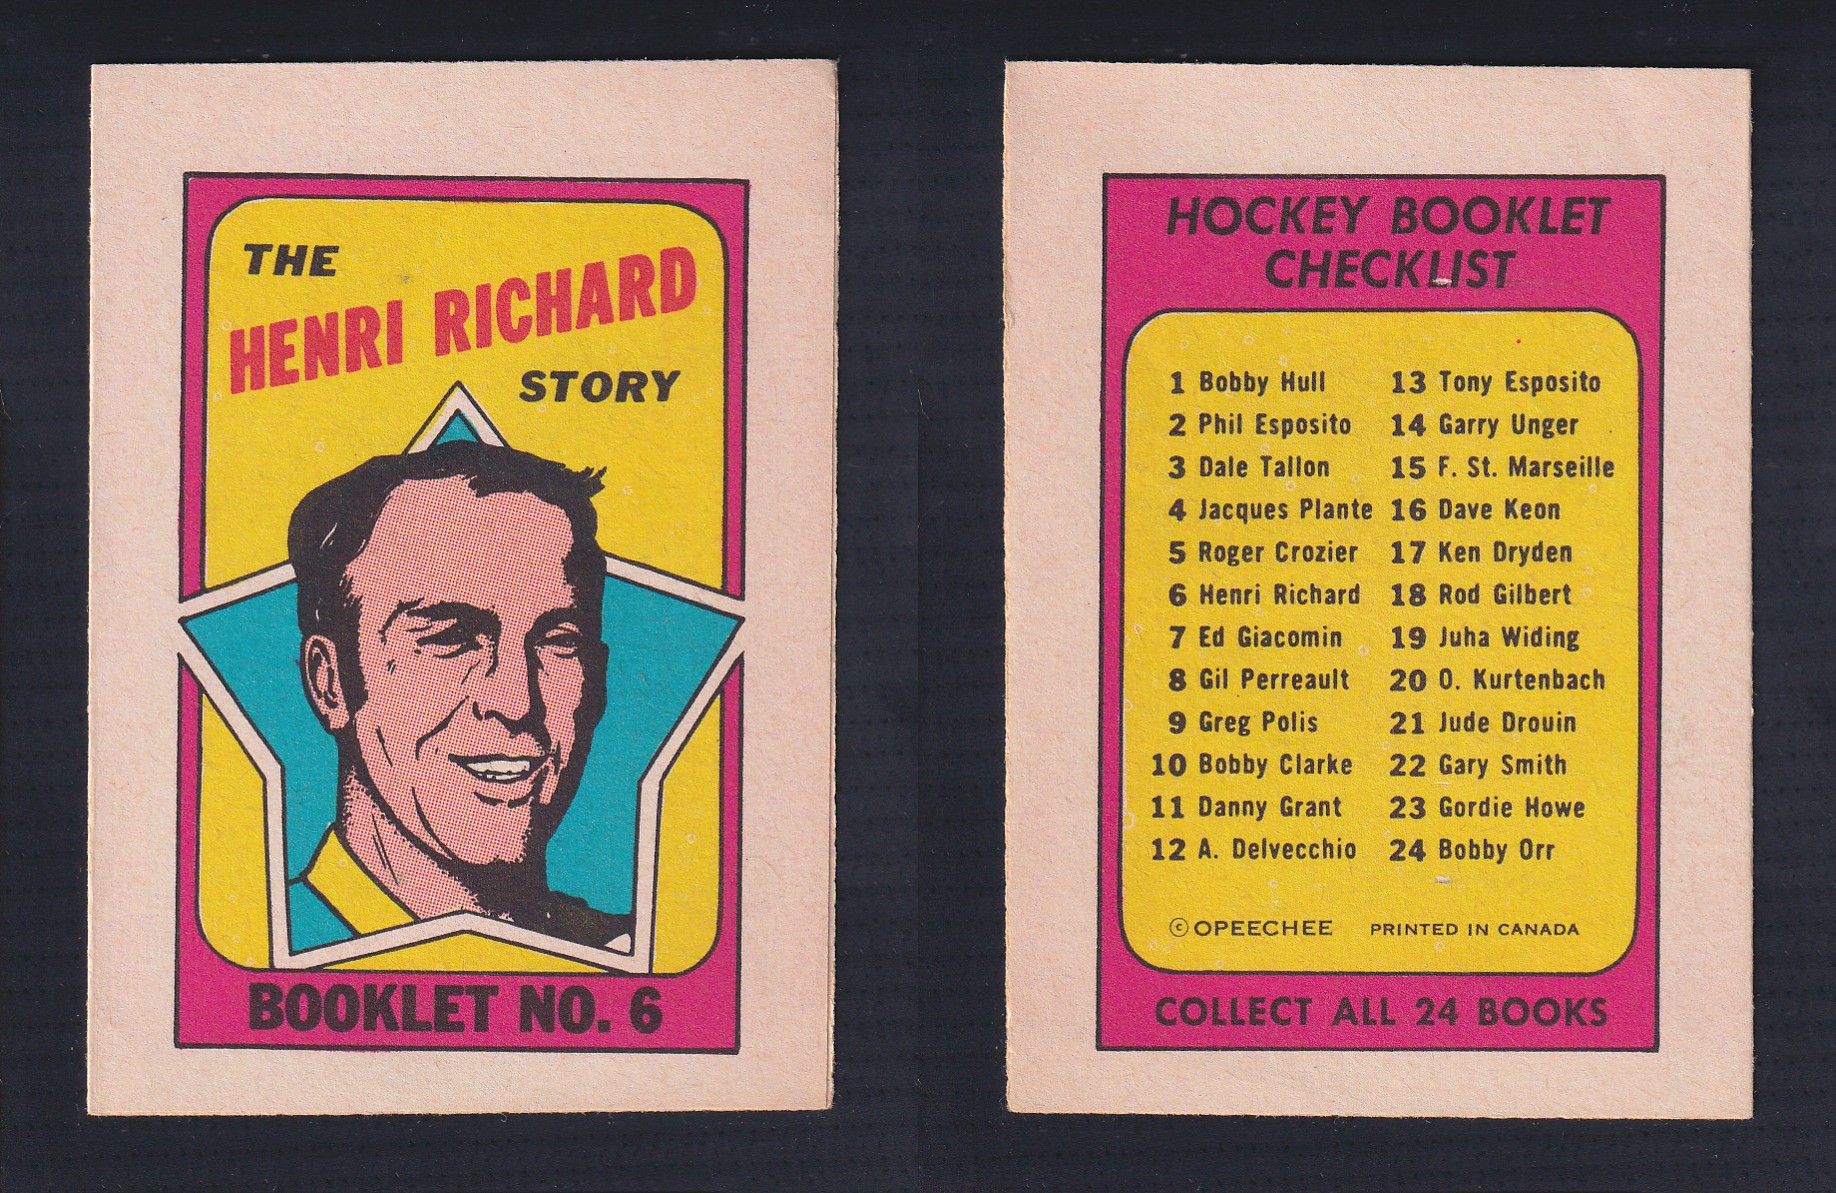 THE
HENRI RICHARD
STORY
BOOKLET NO. 6
HOCKEY BOOKLET
CHECKLIST
1 Bobby Hull
2 Phil Esposito
3 Dale Tallon
4 Jacques Plante
5 Roger Crozier
6 Henri Richard
7 Ed Giacomin
8 Gil Perreault
9 Greg Polis
10 Bobby Clarke
11 Danny Grant
12 A. Delvecchio
13 Tony Esposito
14 Garry Unger
15 F. St. Marseille
16 Dave Keon
17 Ken Dryden
18 Rod Gilbert
19 Juha Widing
20 O. Kurtenbach
21 Jude Drouin
22 Gary Smith
23 Gordie Howe
24 Bobby Orr
© OPEECHEE PRINTED IN CANADA
COLLECT ALL 24 BOOKS